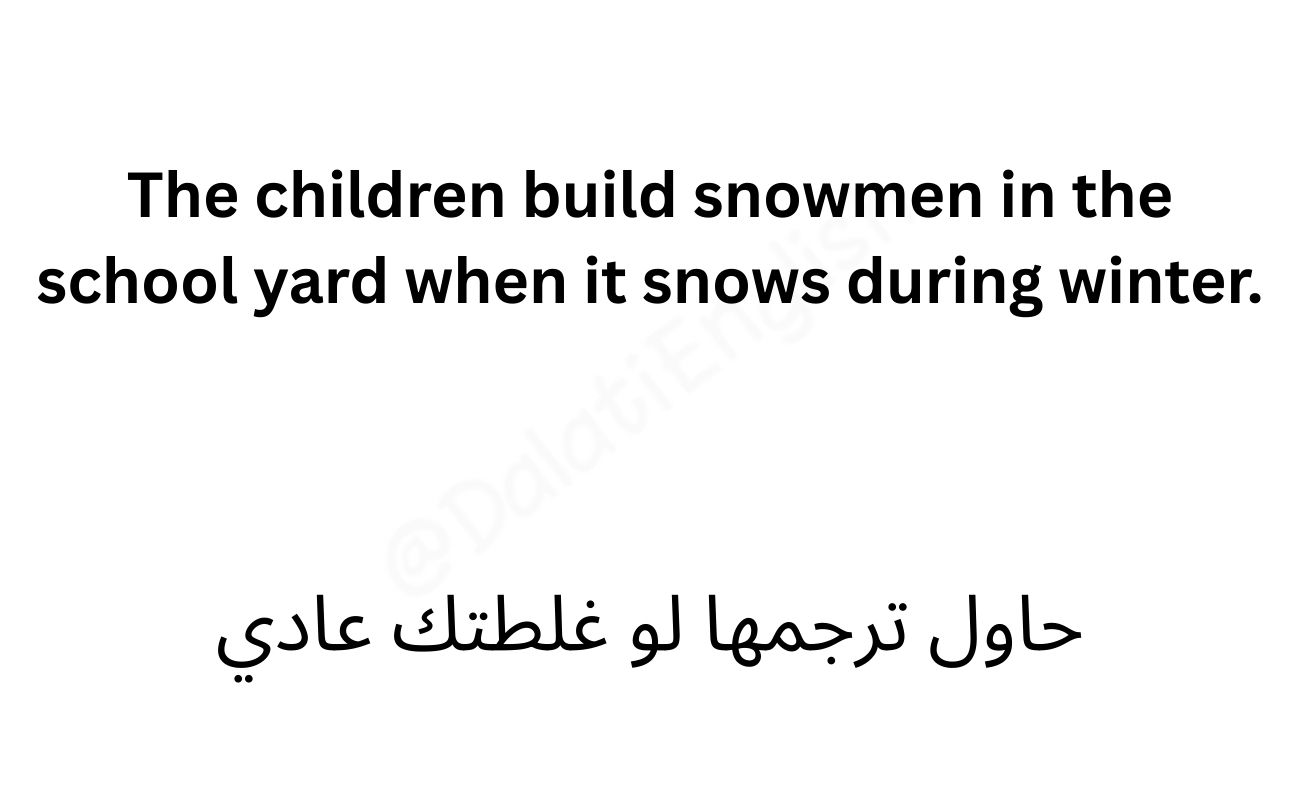 The children build snowmen in the
school yard when it snows during winter.
@DalatiEnglish
حاول ترجمها لو غلطتك عادي